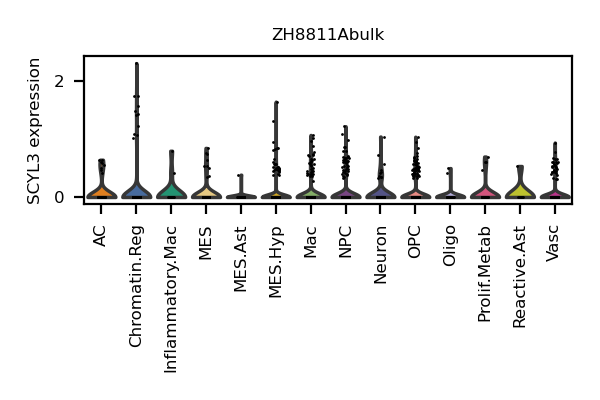 ZH8811Abulk
SCYL3 expression
2
0
AC
Chromatin.Reg
Inflammatory.Mac
MES
MES.Ast
MES.Hyp
Mac
NPC
Neuron
OPC
Oligo
Prolif.Metab
Reactive.Ast
Vasc